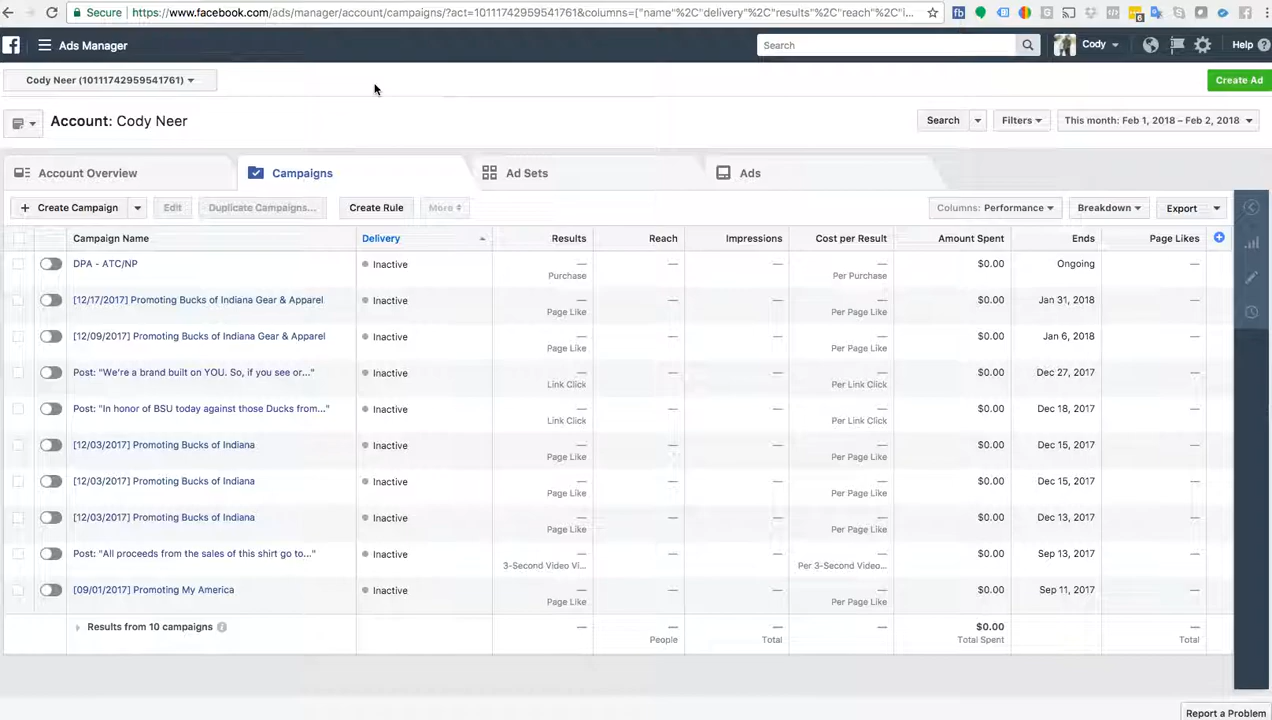 Secure https://www.facebook.com/ads/manager/account/campaigns/?act=10111742959541761&columns=["name"%2C"delivery"%2C"results"%2C"reach"%2C"i...
Ads Manager Search Cody Help
Cody Neer (10111742959541761) Create Ad
Account: Cody Neer Search Filters This month: Feb 1, 2018 – Feb 2, 2018
Account Overview Campaigns Ad Sets Ads
+ Create Campaign Edit Duplicate Campaigns... Create Rule More Columns: Performance Breakdown Export
Campaign Name Delivery Results Reach Impressions Cost per Result Amount Spent Ends Page Likes
DPA - ATC/NP Inactive — — — — $0.00 Ongoing —
Purchase Per Purchase
[12/17/2017] Promoting Bucks of Indiana Gear & Apparel Inactive — — — — $0.00 Jan 31, 2018 —
Page Like Per Page Like
[12/09/2017] Promoting Bucks of Indiana Gear & Apparel Inactive — — — — $0.00 Jan 6, 2018 —
Page Like Per Page Like
Post: "We're a brand built on YOU. So, if you see or..." Inactive — — — — $0.00 Dec 27, 2017 —
Link Click Per Link Click
Post: "In honor of BSU today against those Ducks from..." Inactive — — — — $0.00 Dec 18, 2017 —
Link Click Per Link Click
[12/03/2017] Promoting Bucks of Indiana Inactive — — — — $0.00 Dec 15, 2017 —
Page Like Per Page Like
[12/03/2017] Promoting Bucks of Indiana Inactive — — — — $0.00 Dec 15, 2017 —
Page Like Per Page Like
[12/03/2017] Promoting Bucks of Indiana Inactive — — — — $0.00 Dec 13, 2017 —
Page Like Per Page Like
Post: "All proceeds from the sales of this shirt go to..." Inactive — — — — $0.00 Sep 13, 2017 —
3-Second Video Vi... Per 3-Second Video...
[09/01/2017] Promoting My America Inactive — — — — $0.00 Sep 11, 2017 —
Page Like Per Page Like
Results from 10 campaigns — — — — $0.00 —
People Total Total Spent Total
Report a Problem